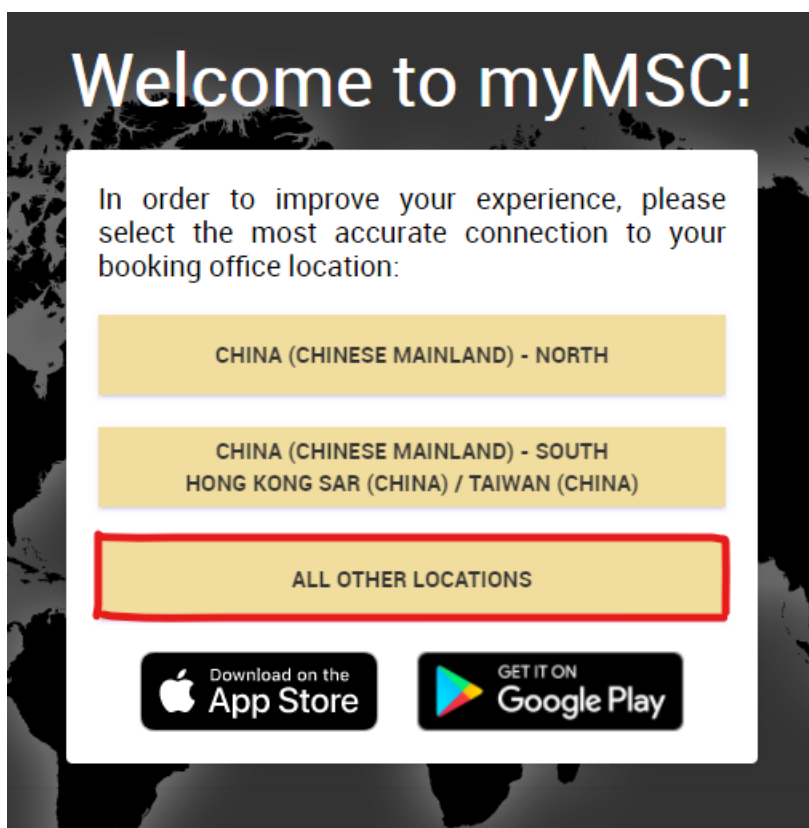 Welcome to myMSC!
In order to improve your experience, please
select the most accurate connection to your
booking office location:
CHINA (CHINESE MAINLAND) - NORTH
CHINA (CHINESE MAINLAND) - SOUTH
HONG KONG SAR (CHINA) / TAIWAN (CHINA)
ALL OTHER LOCATIONS
Download on the
App Store
GET IT ON
Google Play